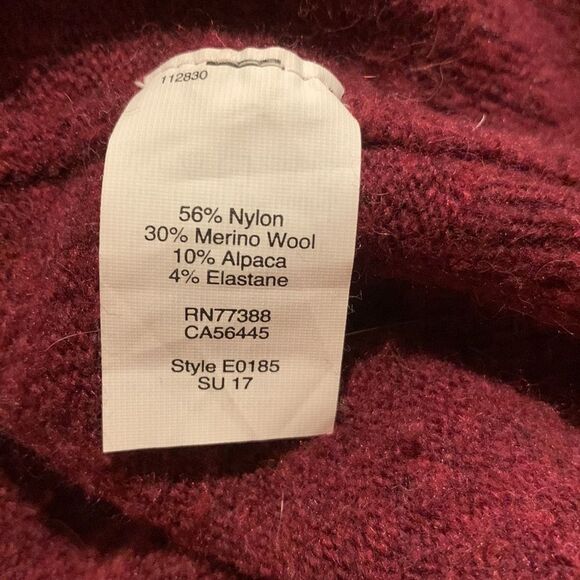 112830
56% Nylon
30% Merino Wool
10% Alpaca
4% Elastane
RN77388
CA56445
Style E0185
SU 17